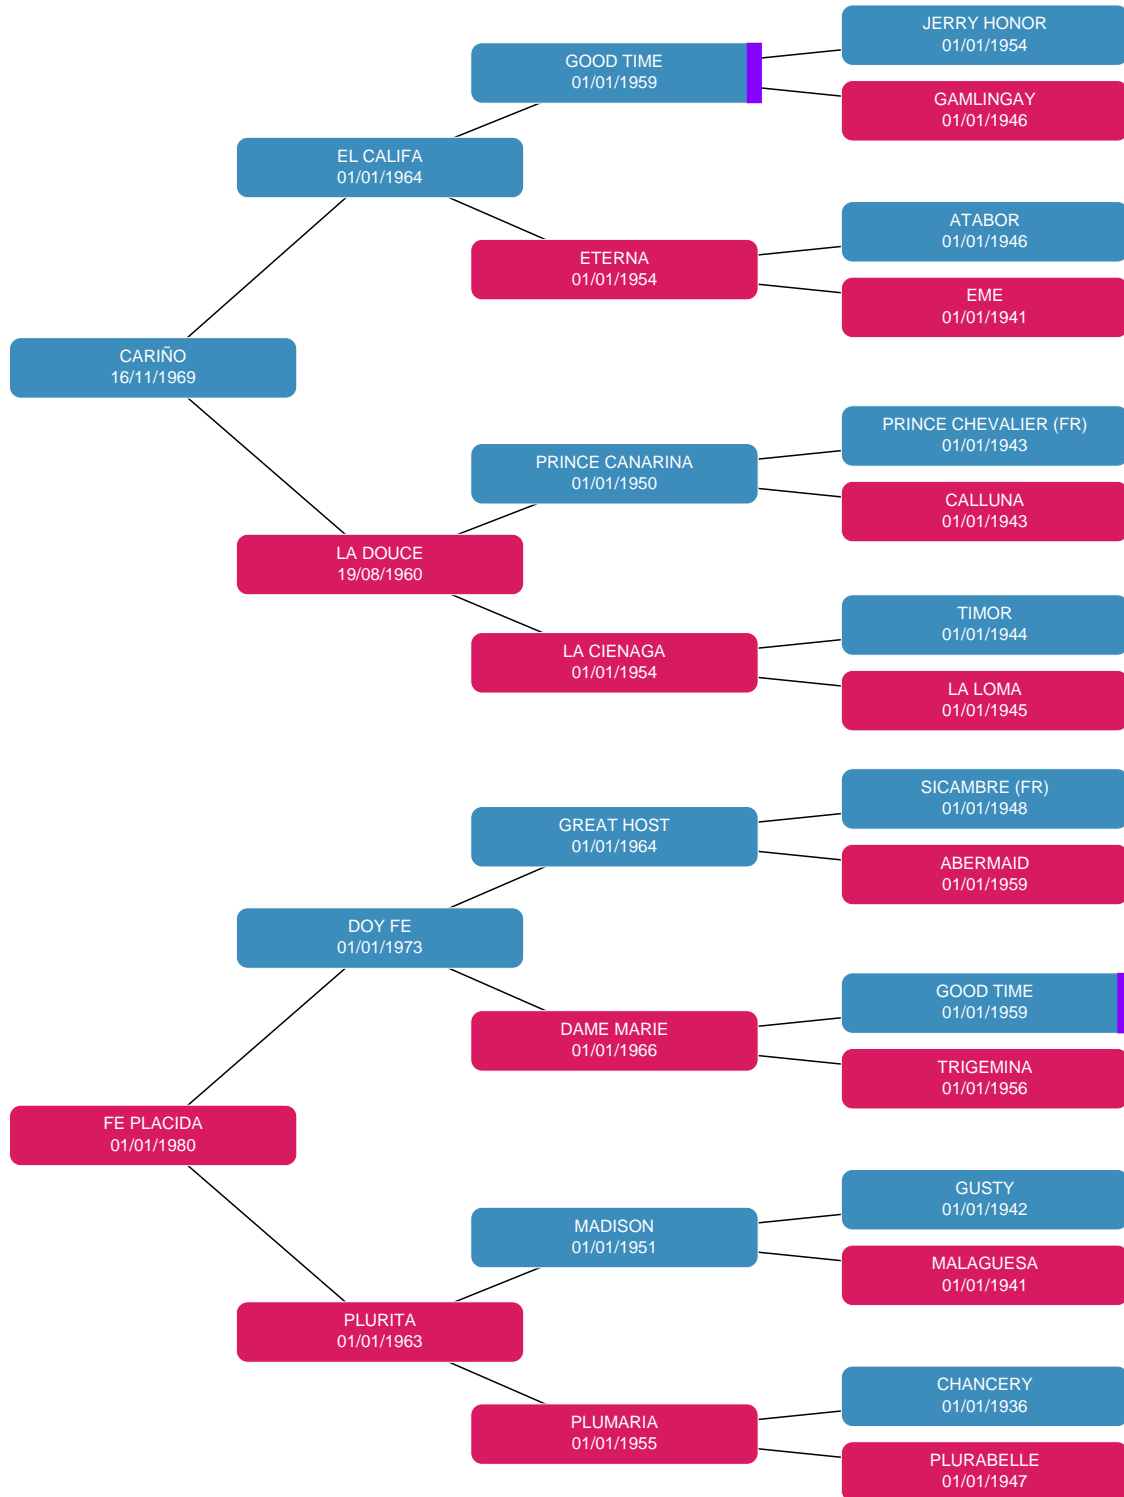 JERRY HONOR
01/01/1954
GOOD TIME
01/01/1959
GAMLINGAY
01/01/1946
EL CALIFA
01/01/1964
ATABOR
01/01/1946
ETERNA
01/01/1954
EME
01/01/1941
CARIÑO
16/11/1969
PRINCE CHEVALIER (FR)
01/01/1943
PRINCE CANARINA
01/01/1950
CALLUNA
01/01/1943
LA DOUCE
19/08/1960
TIMOR
01/01/1944
LA CIENAGA
01/01/1954
LA LOMA
01/01/1945
SICAMBRE (FR)
01/01/1948
GREAT HOST
01/01/1964
ABERMAID
01/01/1959
DOY FE
01/01/1973
GOOD TIME
01/01/1959
DAME MARIE
01/01/1966
TRIGEMINA
01/01/1956
FE PLACIDA
01/01/1980
GUSTY
01/01/1942
MADISON
01/01/1951
MALAGUESA
01/01/1941
PLURITA
01/01/1963
CHANCERY
01/01/1936
PLUMARIA
01/01/1955
PLURABELLE
01/01/1947